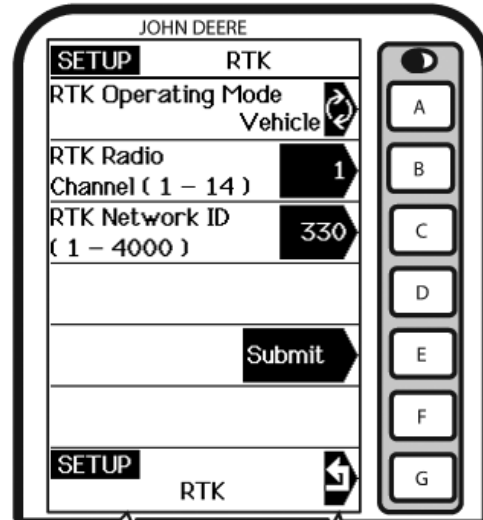 JOHN DEERE
SETUP RTK
RTK Operating Mode
Vehicle
A
RTK Radio
Channel ( 1 – 14 )
1
B
RTK Network ID
( 1 – 4000 )
330
C
D
Submit
E
F
SETUP
RTK
G